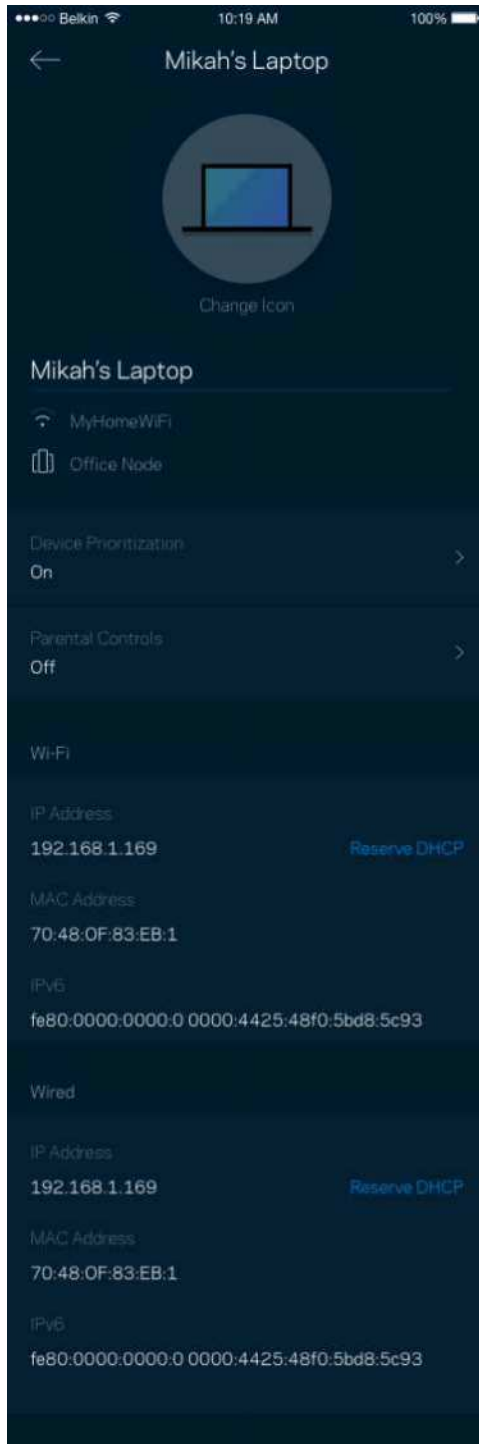 Belkin 10:19 AM 100%
Mikah's Laptop
Change Icon
Mikah's Laptop
MyHomeWiFi
Office Node
Device Prioritization
On
Parental Controls
Off
Wi-Fi
IP Address
192.168.1.169 Reserve DHCP
MAC Address
70:48:0F:83:EB:1
IPv6
fe80:0000:0000:0 0000:4425:48f0:5bd8:5c93
Wired
IP Address
192.168.1.169 Reserve DHCP
MAC Address
70:48:0F:83:EB:1
IPv6
fe80:0000:0000:0 0000:4425:48f0:5bd8:5c93